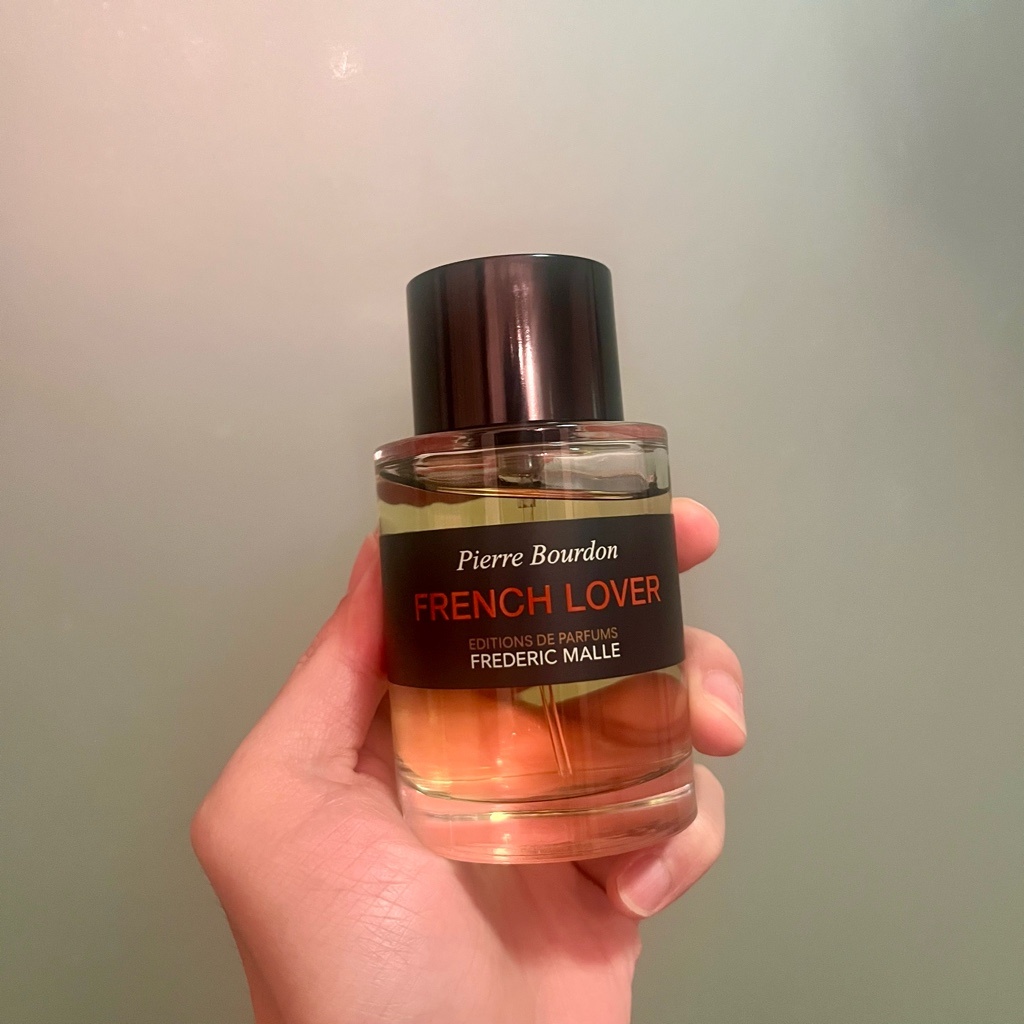 Pierre Bourdon
FRENCH LOVER
EDITIONS DE PARFUMS
FREDERIC MALLE